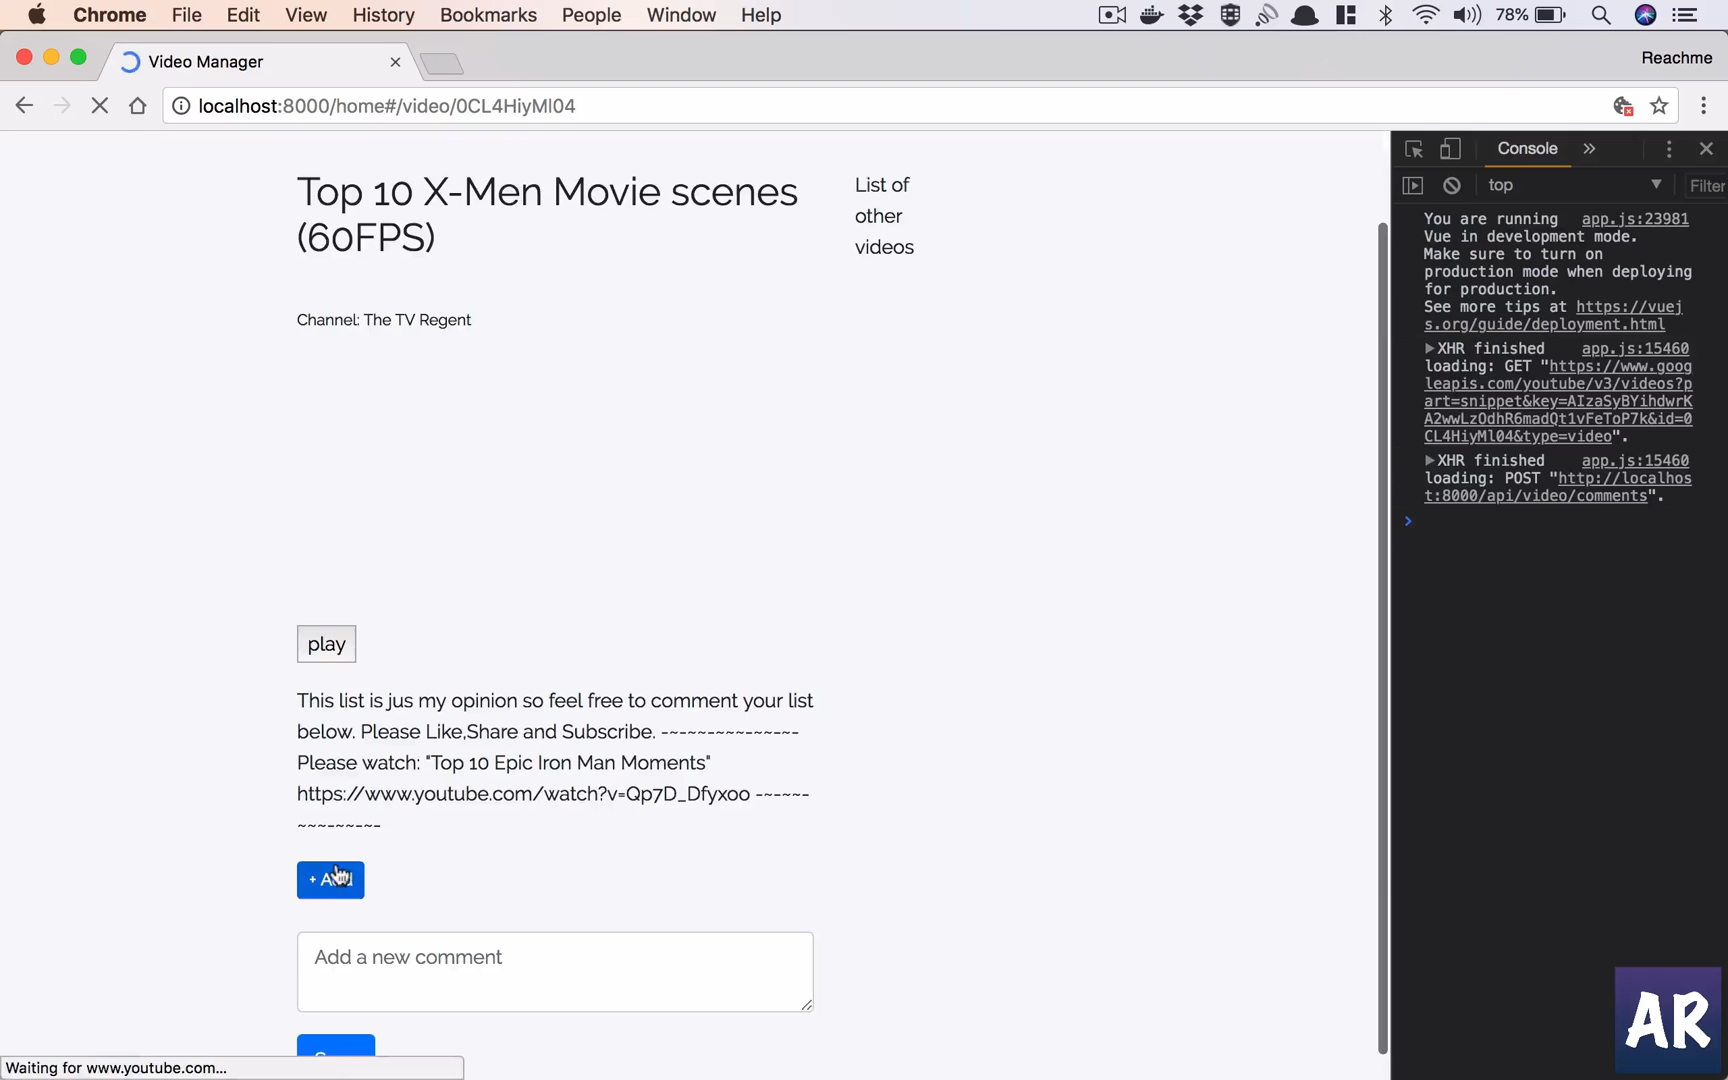 Chrome File Edit View History Bookmarks People Window Help 78%
Video Manager
Reachme
localhost:8000/home#/video/0CL4HiyMl04
Top 10 X-Men Movie scenes
(60FPS)
Channel: The TV Regent
play
This list is jus my opinion so feel free to comment your list
below. Please Like,Share and Subscribe. -~-~~-~~~-~~-~-
Please watch: "Top 10 Epic Iron Man Moments"
https://www.youtube.com/watch?v=Qp7D_Dfyxoo -~-~~-
~~~-~~-~-
+
Add a new comment
Waiting for www.youtube.com...
List of
other
videos
Console
top
Filter
You are running app.js:23981
Vue in development mode.
Make sure to turn on
production mode when deploying
for production.
See more tips at https://vuej
s.org/guide/deployment.html
XHR finished app.js:15460
loading: GET "https://www.goog
leapis.com/youtube/v3/videos?p
art=snippet&key=AIzaSyBYihdwrK
A2wwLzOdhR6madQt1vFeToP7k&id=0
CL4HiyMl04&type=video".
XHR finished app.js:15460
loading: POST "http://localhos
t:8000/api/video/comments".
AR